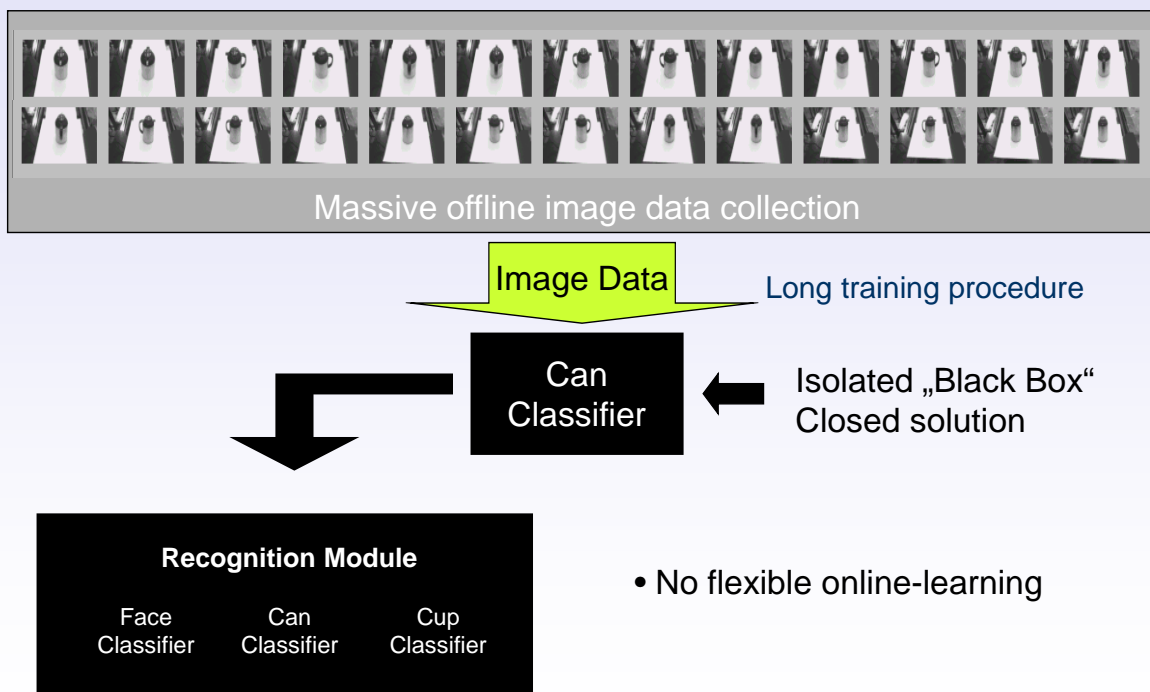 Massive offline image data collection
Image Data
Long training procedure
Can
Classifier
Isolated „Black Box“
Closed solution
Recognition Module
Face
Classifier
Can
Classifier
Cup
Classifier
• No flexible online-learning